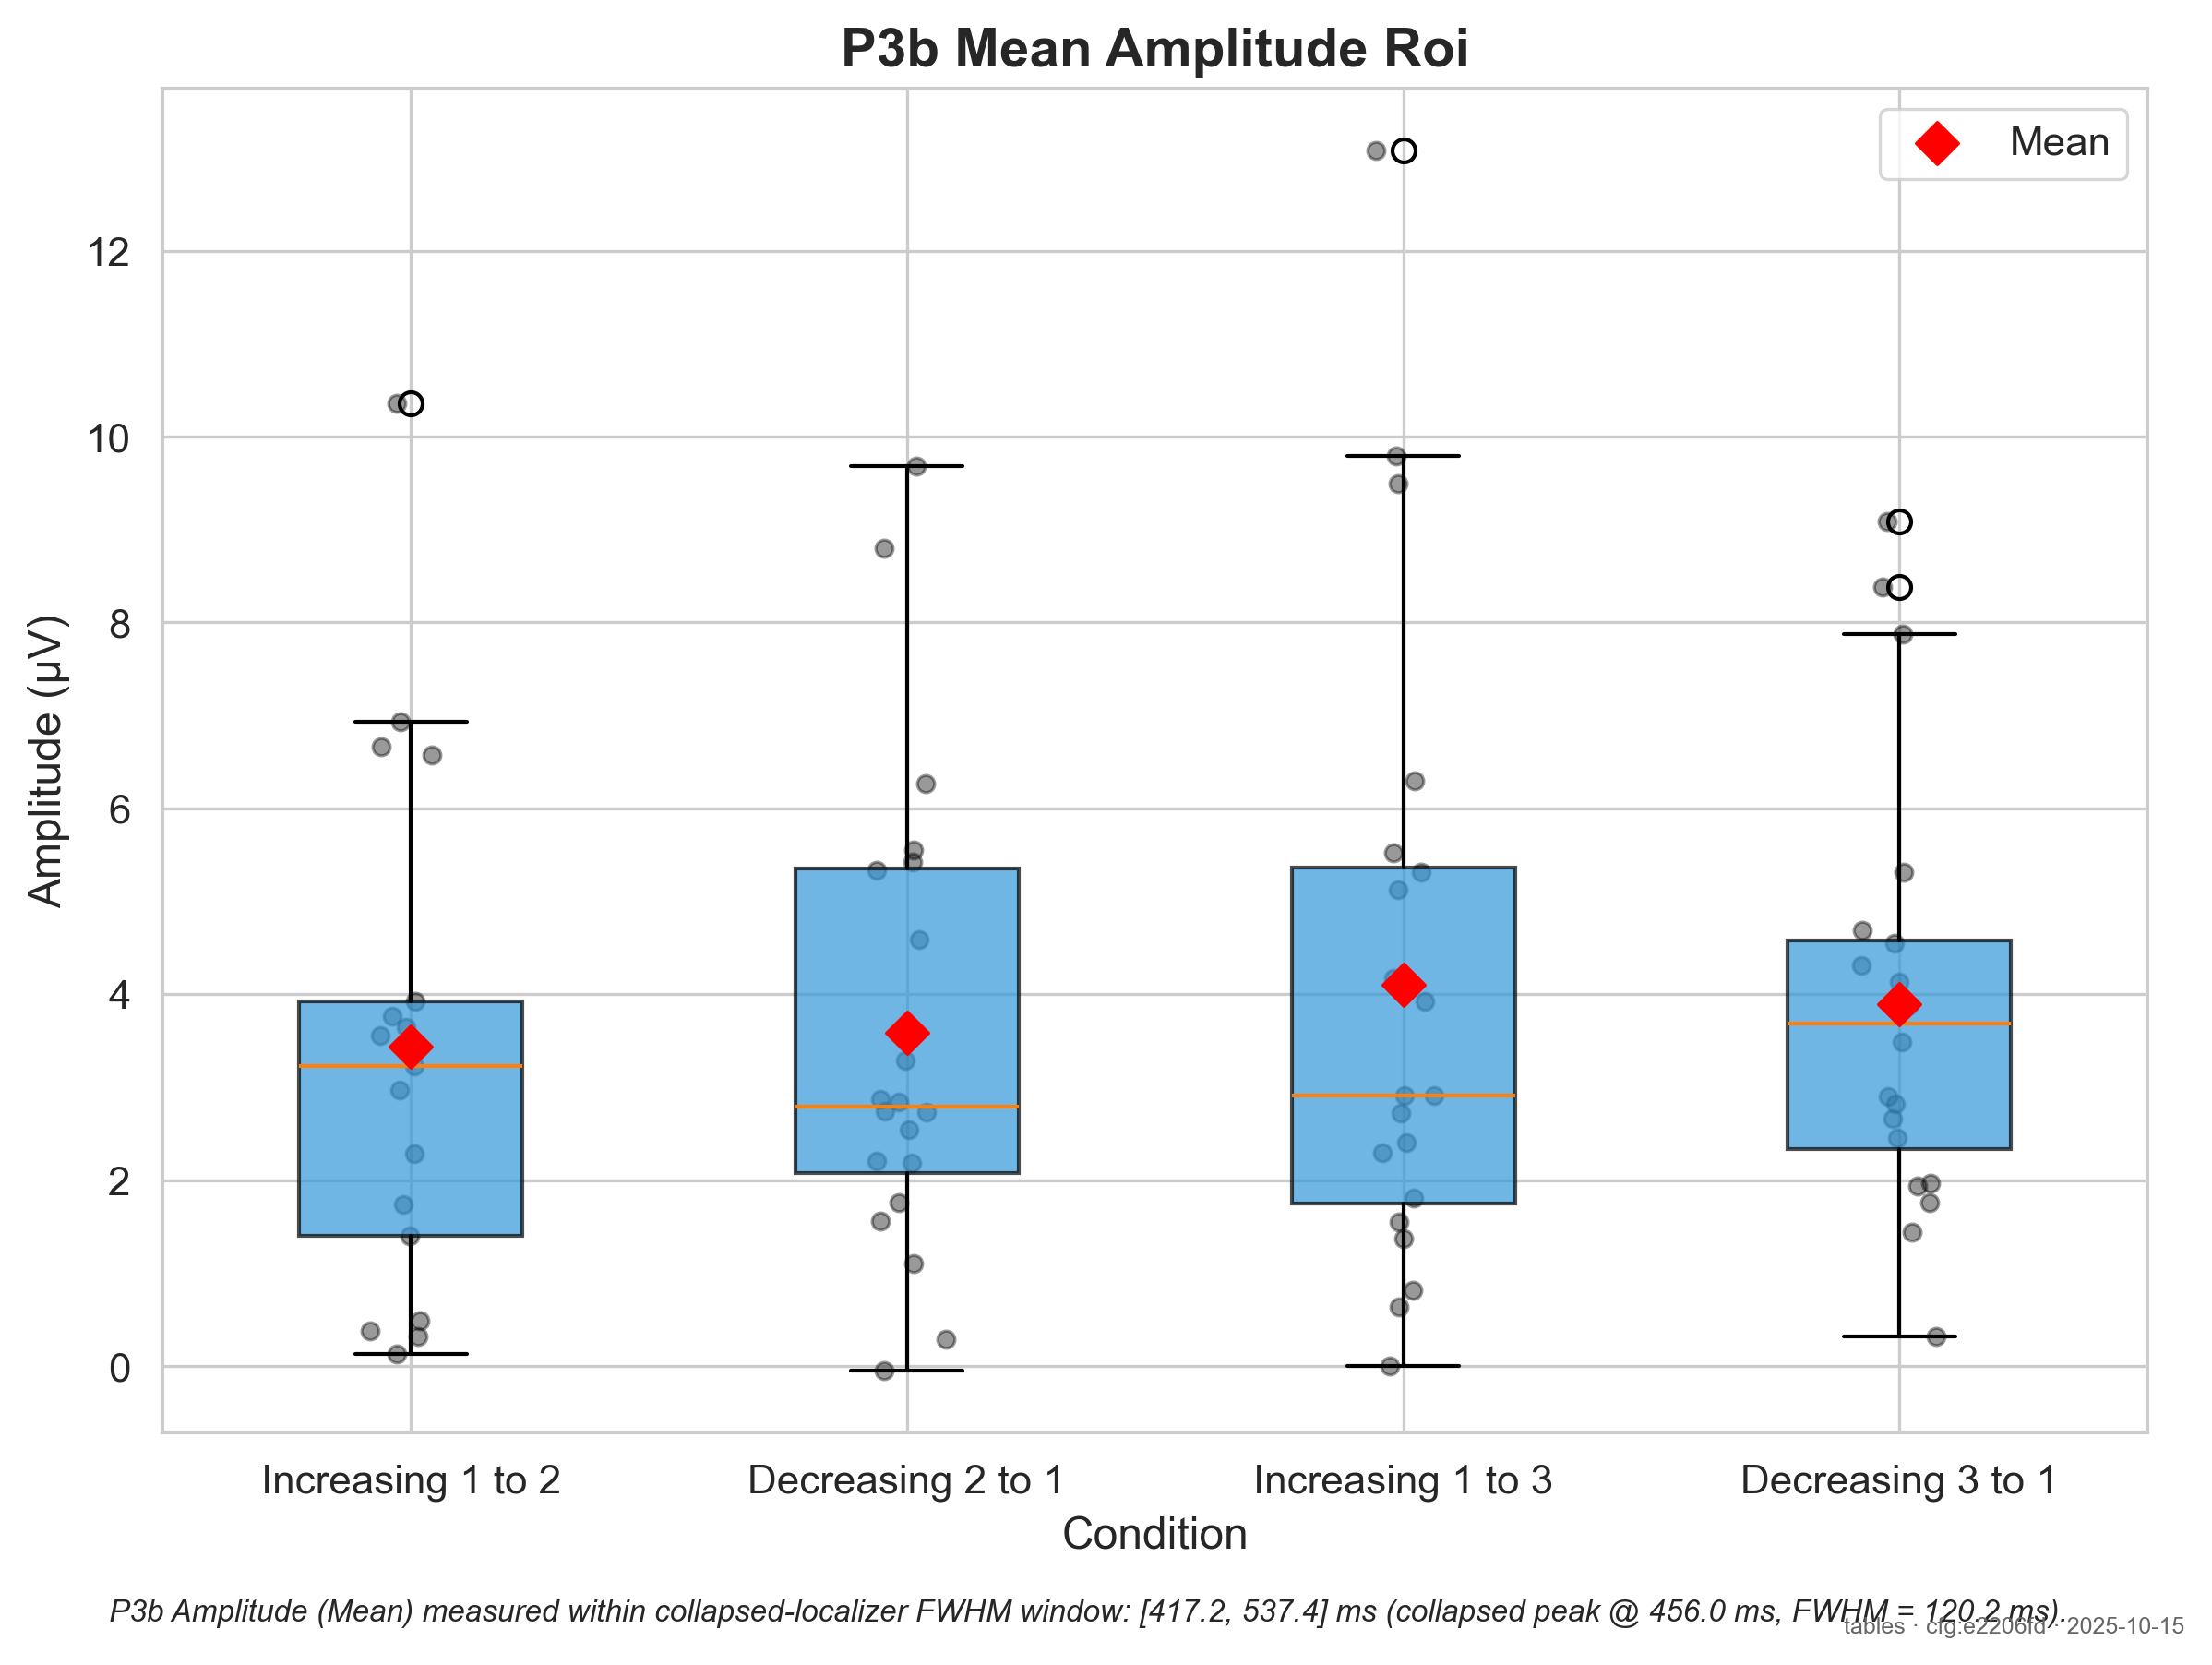 P3b Mean Amplitude Roi
Mean
12
10
8
6
4
2
0
Amplitude (µV)
Increasing 1 to 2
Decreasing 2 to 1
Increasing 1 to 3
Decreasing 3 to 1
Condition
P3b Amplitude (Mean) measured within collapsed-localizer FWHM window: [417.2, 537.4] ms (collapsed peak @ 456.0 ms, FWHM = 120.2 ms).
tables · cfg:e2206fd · 2025-10-15